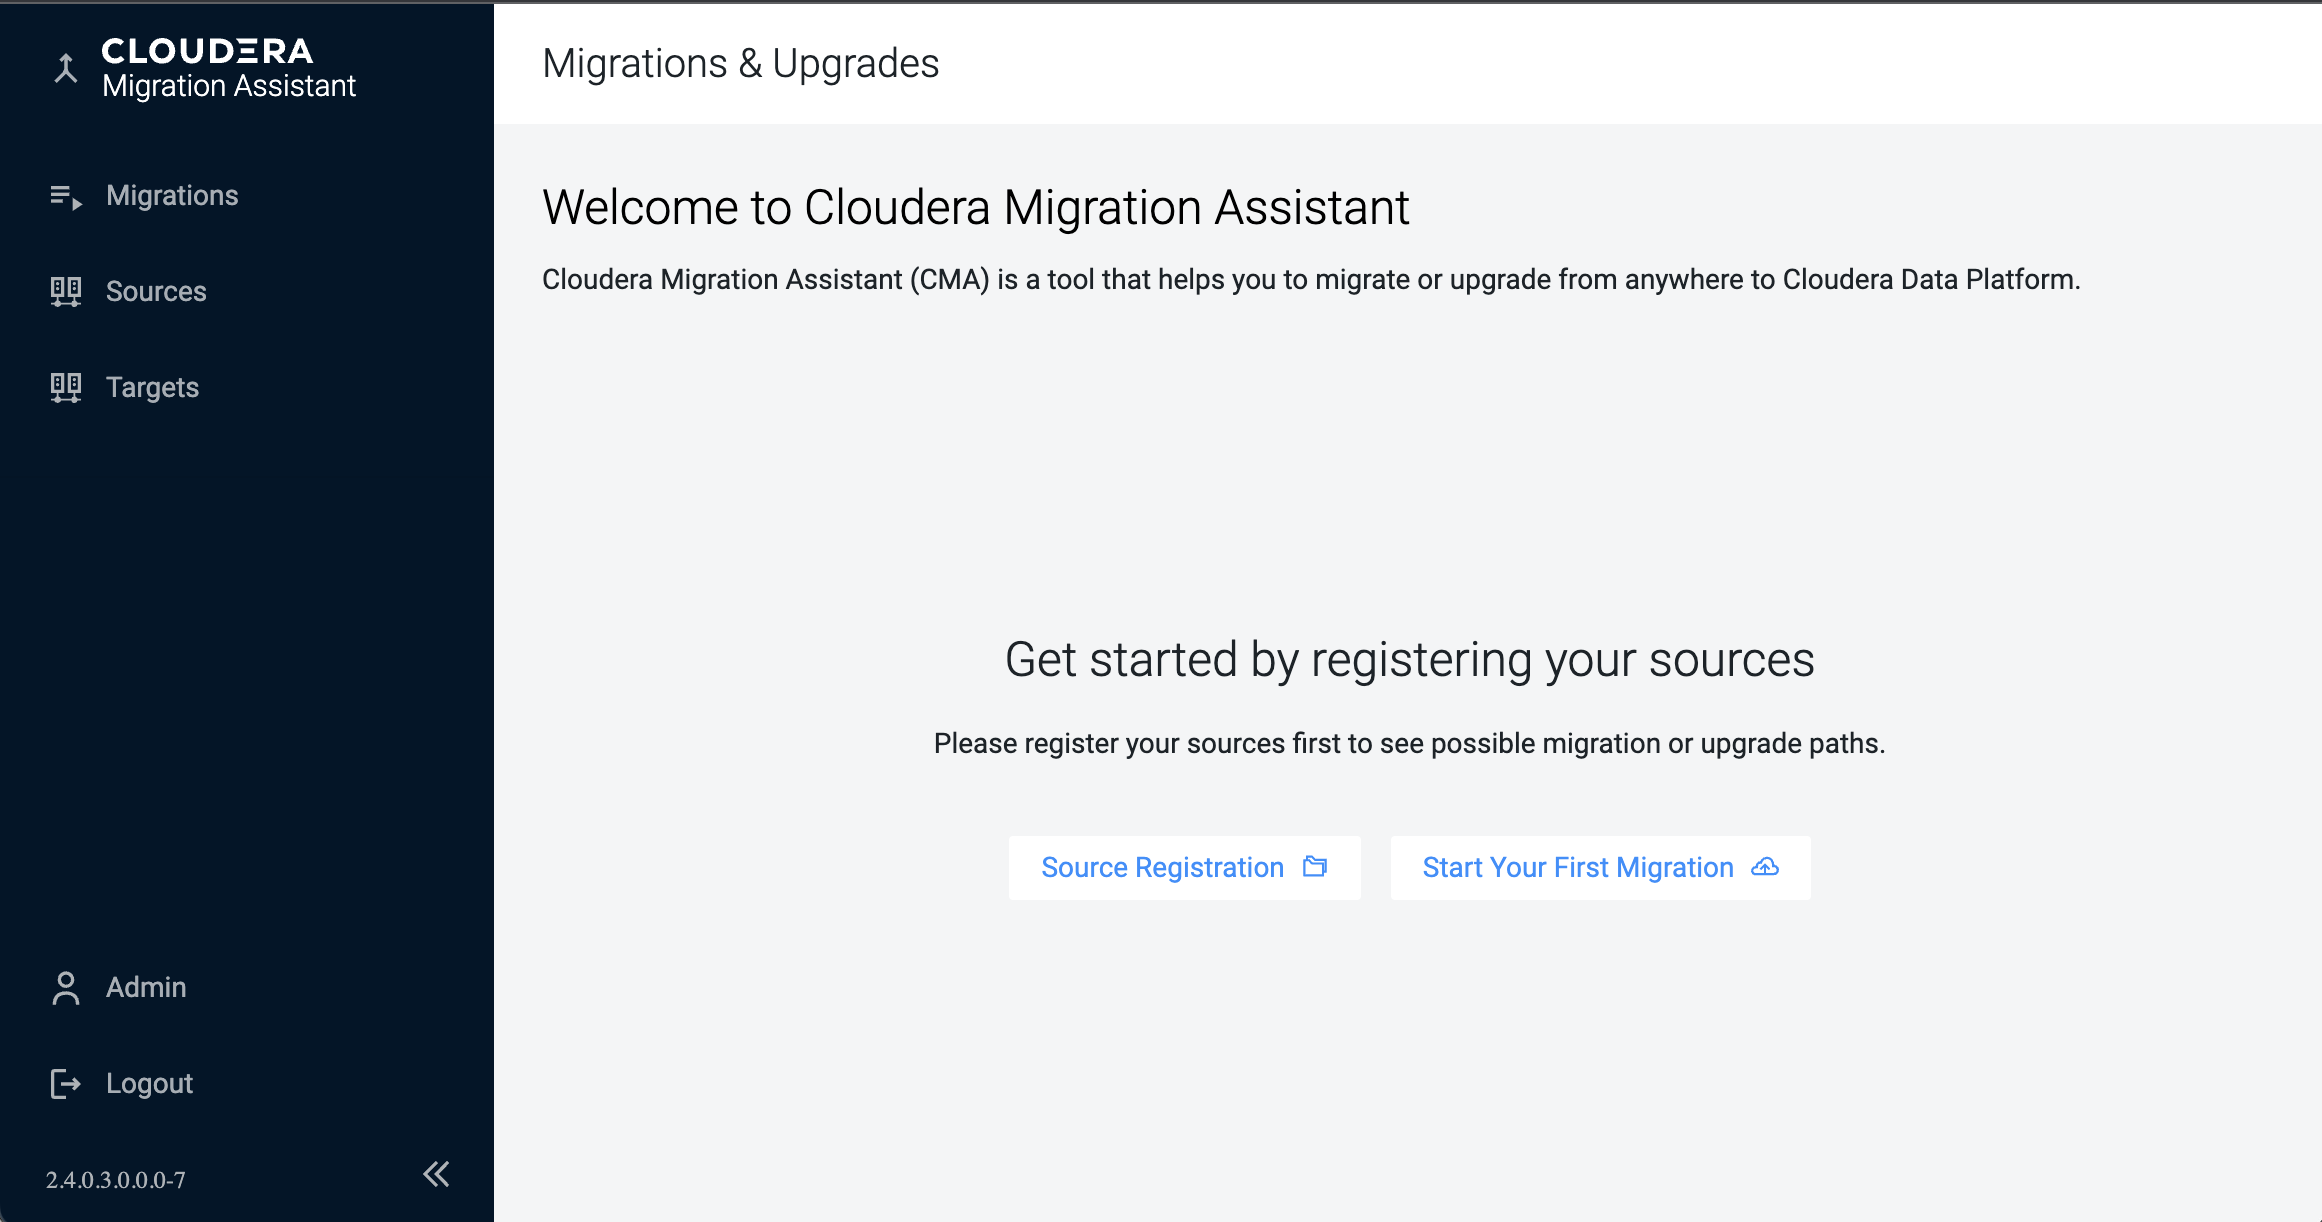 CLOUDERA
Migration Assistant
Migrations
Sources
Targets
Admin
Logout
2.4.0.3.0.0.0-7
Migrations & Upgrades
Welcome to Cloudera Migration Assistant
Cloudera Migration Assistant (CMA) is a tool that helps you to migrate or upgrade from anywhere to Cloudera Data Platform.
Get started by registering your sources
Please register your sources first to see possible migration or upgrade paths.
Source Registration
Start Your First Migration